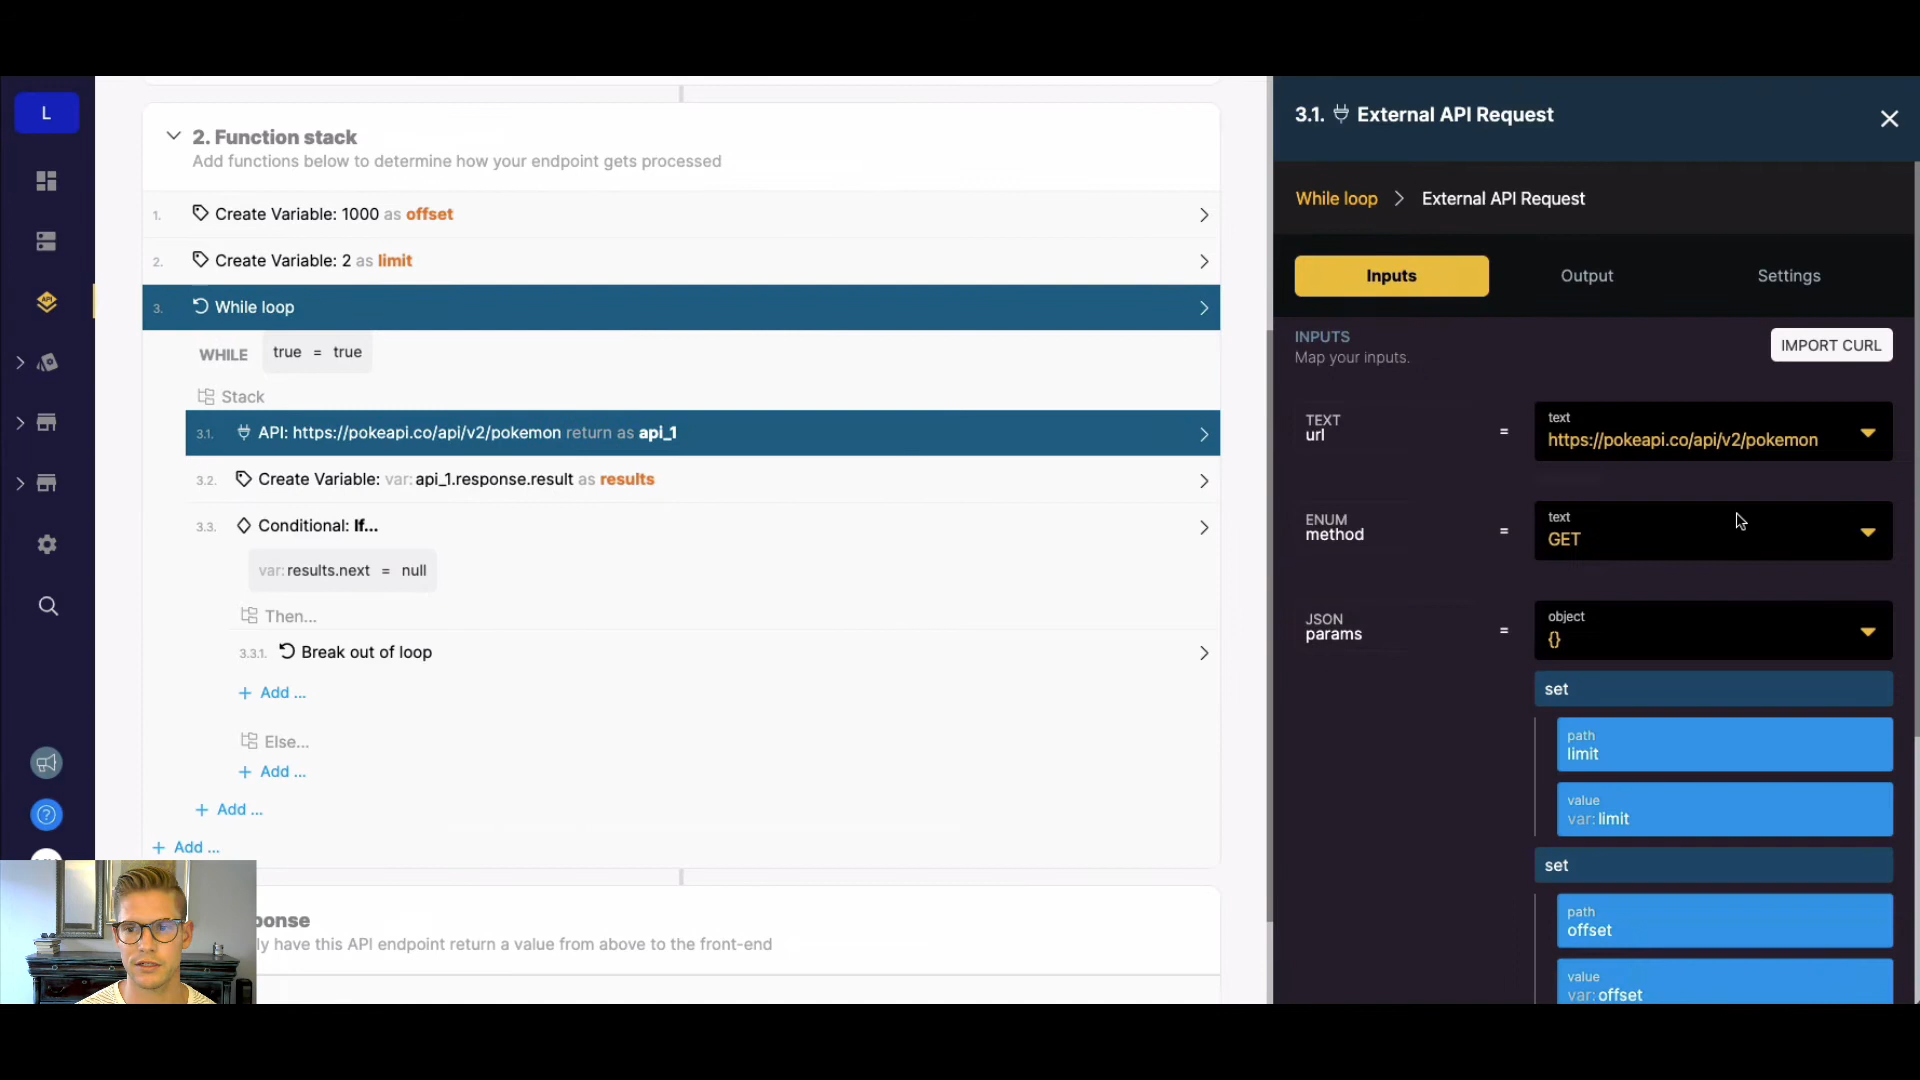 L
API
2. Function stack
Add functions below to determine how your endpoint gets processed
1. Create Variable: 1000 as offset
2. Create Variable: 2 as limit
3. While loop
WHILE true = true
Stack
3.1. API: https://pokeapi.co/api/v2/pokemon return as api_1
3.2. Create Variable: var: api_1.response.result as results
3.3. Conditional: If...
var: results.next = null
Then...
3.3.1. Break out of loop
+ Add ...
Else...
+ Add ...
+ Add ...
+ Add ...
ponse
ly have this API endpoint return a value from above to the front-end
3.1. External API Request
While loop > External API Request
Inputs Output Settings
INPUTS
Map your inputs.
IMPORT CURL
TEXT
url
=
text
https://pokeapi.co/api/v2/pokemon
ENUM
method
=
text
GET
JSON
params
=
object
{}
set
path
limit
value
var: limit
set
path
offset
value
var: offset